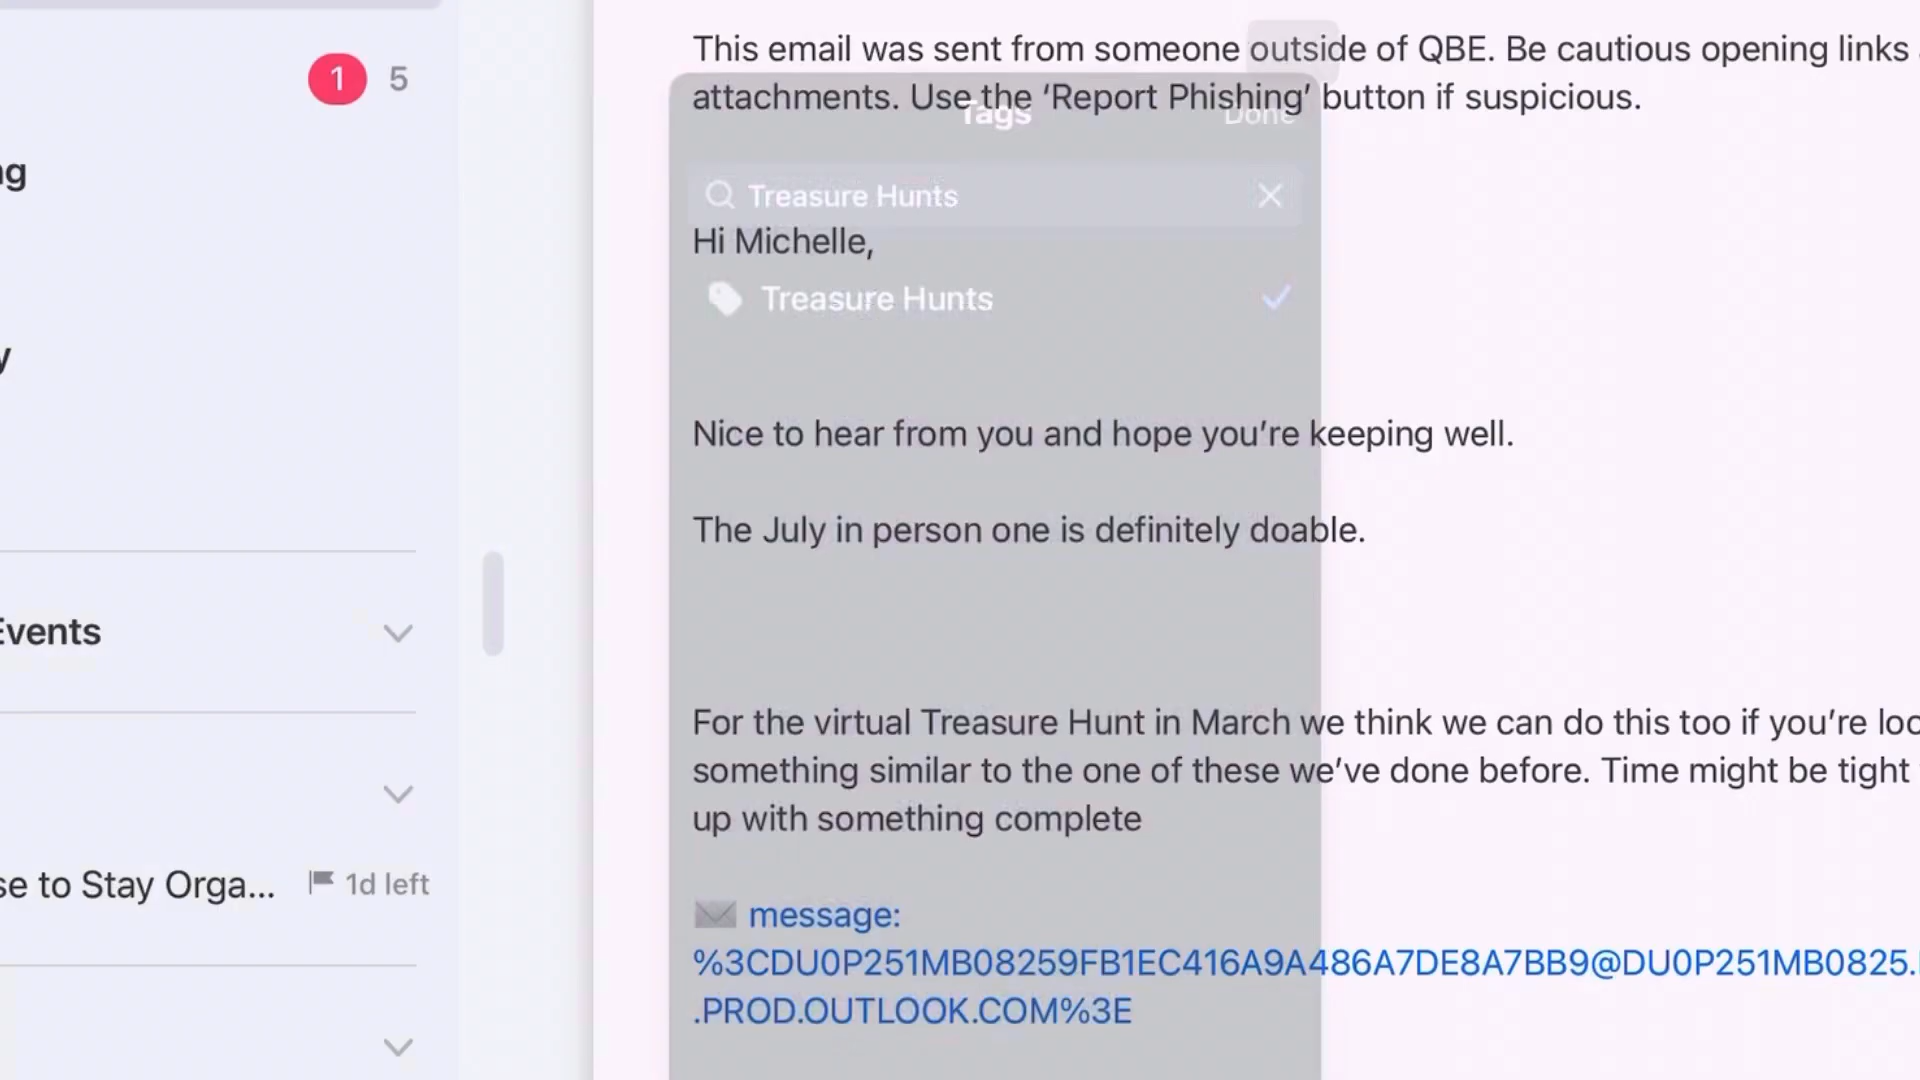 1 5
ng
y
Events
se to Stay Orga... 1d left
This email was sent from someone outside of QBE. Be cautious opening links
attachments. Use the ‘Report Phishing’ button if suspicious.
Tags Done
Treasure Hunts
Hi Michelle,
Treasure Hunts
Nice to hear from you and hope you’re keeping well.
The July in person one is definitely doable.
For the virtual Treasure Hunt in March we think we can do this too if you’re loo
something similar to the one of these we’ve done before. Time might be tight
up with something complete
message:
%3CDU0P251MB08259FB1EC416A9A486A7DE8A7BB9@DU0P251MB0825.
.PROD.OUTLOOK.COM%3E